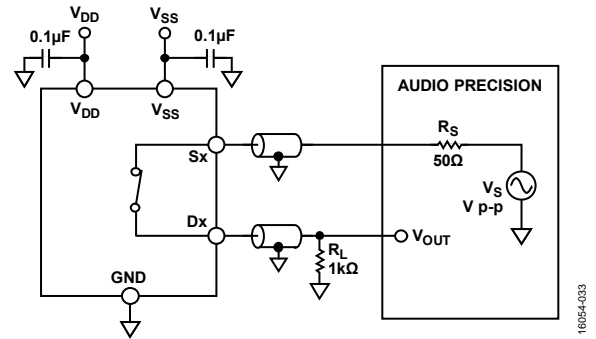 VDD
VSS
0.1µF
0.1µF
VDD
VSS
AUDIO PRECISION
Sx
RS
50Ω
VS
V p-p
Dx
VOUT
RL
1kΩ
GND
16054-033